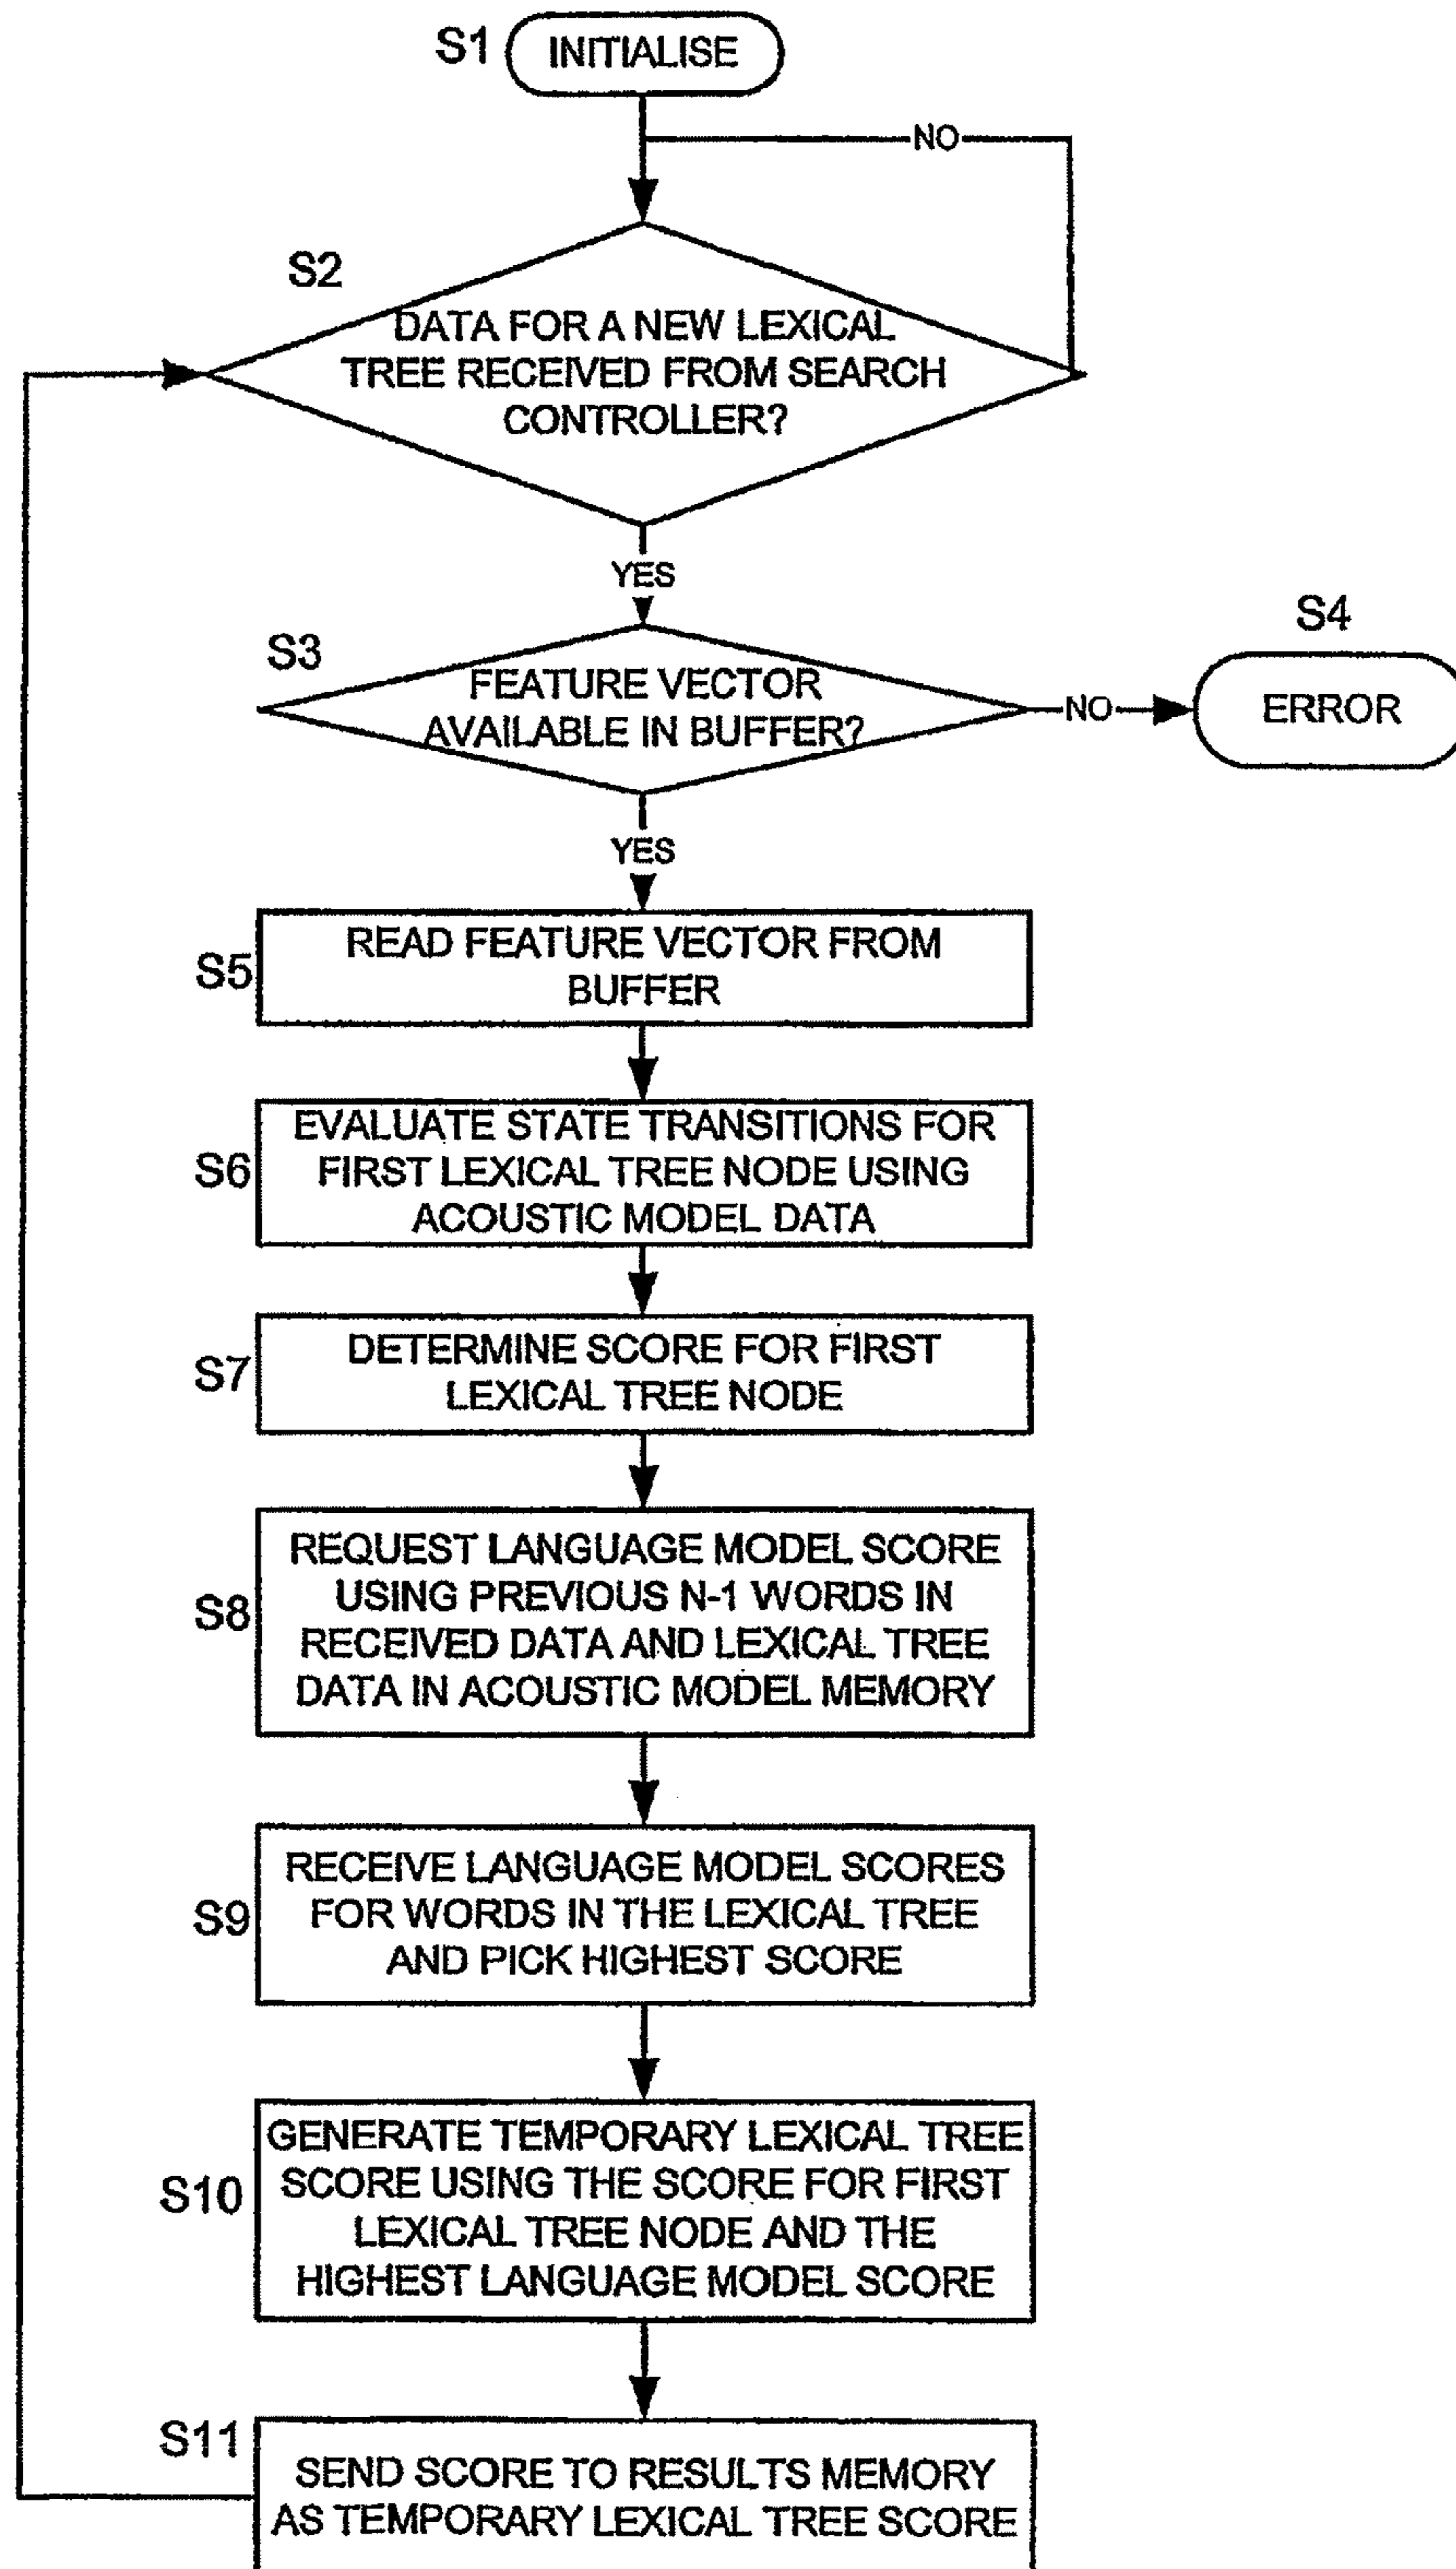 S1
INITIALISE
NO
S2
DATA FOR A NEW LEXICAL
TREE RECEIVED FROM SEARCH
CONTROLLER?
YES
S3
FEATURE VECTOR
AVAILABLE IN BUFFER?
NO
S4
ERROR
YES
S5
READ FEATURE VECTOR FROM
BUFFER
S6
EVALUATE STATE TRANSITIONS FOR
FIRST LEXICAL TREE NODE USING
ACOUSTIC MODEL DATA
S7
DETERMINE SCORE FOR FIRST
LEXICAL TREE NODE
S8
REQUEST LANGUAGE MODEL SCORE
USING PREVIOUS N-1 WORDS IN
RECEIVED DATA AND LEXICAL TREE
DATA IN ACOUSTIC MODEL MEMORY
S9
RECEIVE LANGUAGE MODEL SCORES
FOR WORDS IN THE LEXICAL TREE
AND PICK HIGHEST SCORE
S10
GENERATE TEMPORARY LEXICAL TREE
SCORE USING THE SCORE FOR FIRST
LEXICAL TREE NODE AND THE
HIGHEST LANGUAGE MODEL SCORE
S11
SEND SCORE TO RESULTS MEMORY
AS TEMPORARY LEXICAL TREE SCORE